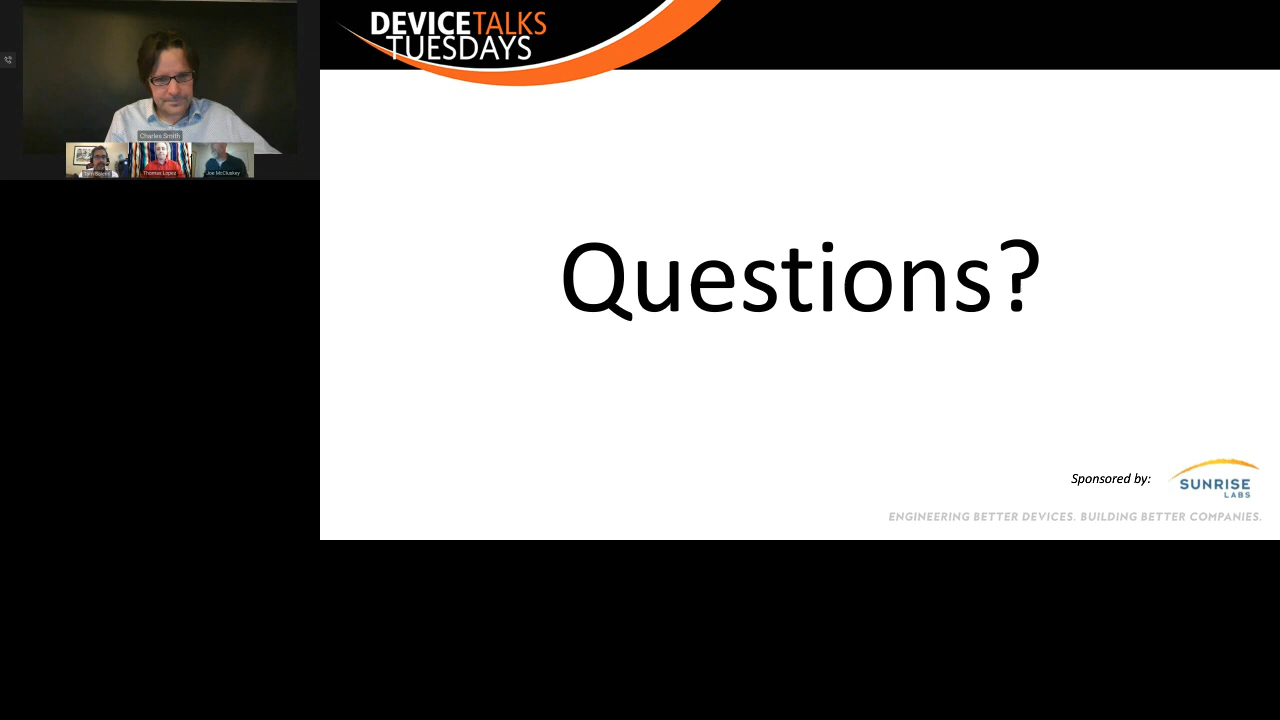 Charles Smith
Thomas Lopez
Joe McCluskey
DEVICETALKS
TUESDAYS
Questions?
Sponsored by:
SUNRISE
LABS
ENGINEERING BETTER DEVICES. BUILDING BETTER COMPANIES.